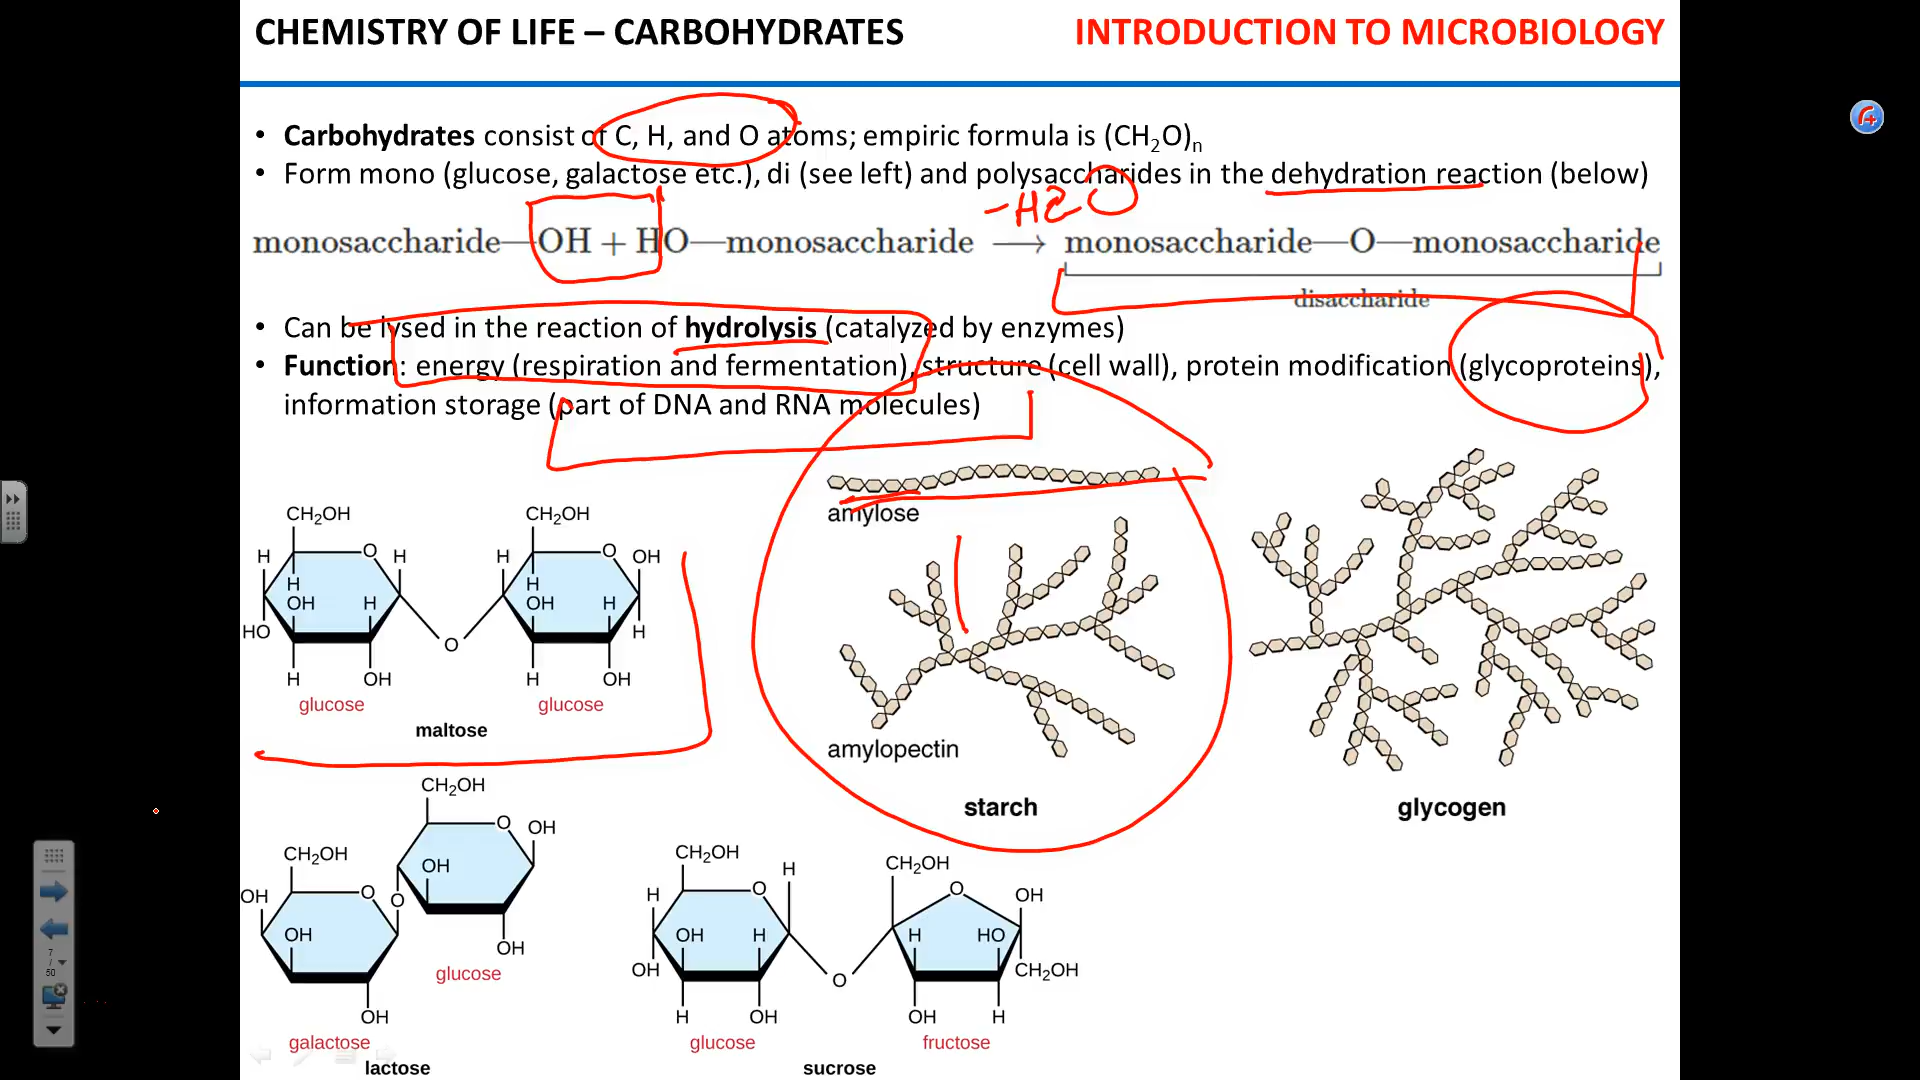 CHEMISTRY OF LIFE – CARBOHYDRATES
INTRODUCTION TO MICROBIOLOGY
• Carbohydrates consist of C, H, and O atoms; empiric formula is (CH₂O)ₙ
• Form mono (glucose, galactose etc.), di (see left) and polysaccharides in the dehydration reaction (below)
-H2O
monosaccharide—OH + HO—monosaccharide ⟶ monosaccharide—O—monosaccharide
disaccharide
• Can be lysed in the reaction of hydrolysis (catalyzed by enzymes)
• Function: energy (respiration and fermentation), structure (cell wall), protein modification (glycoproteins),
information storage (part of DNA and RNA molecules)
CH₂OH CH₂OH
H O H H O OH
H H
OH H OH H
HO O H
H OH H OH
glucose glucose
maltose
amylose
amylopectin
starch
glycogen
CH₂OH
O OH
CH₂OH OH
OH O O
OH
OH
glucose
OH
galactose
lactose
CH₂OH H CH₂OH
H O O OH
OH H H HO
OH O CH₂OH
H OH OH H
glucose fructose
sucrose
7
/
50